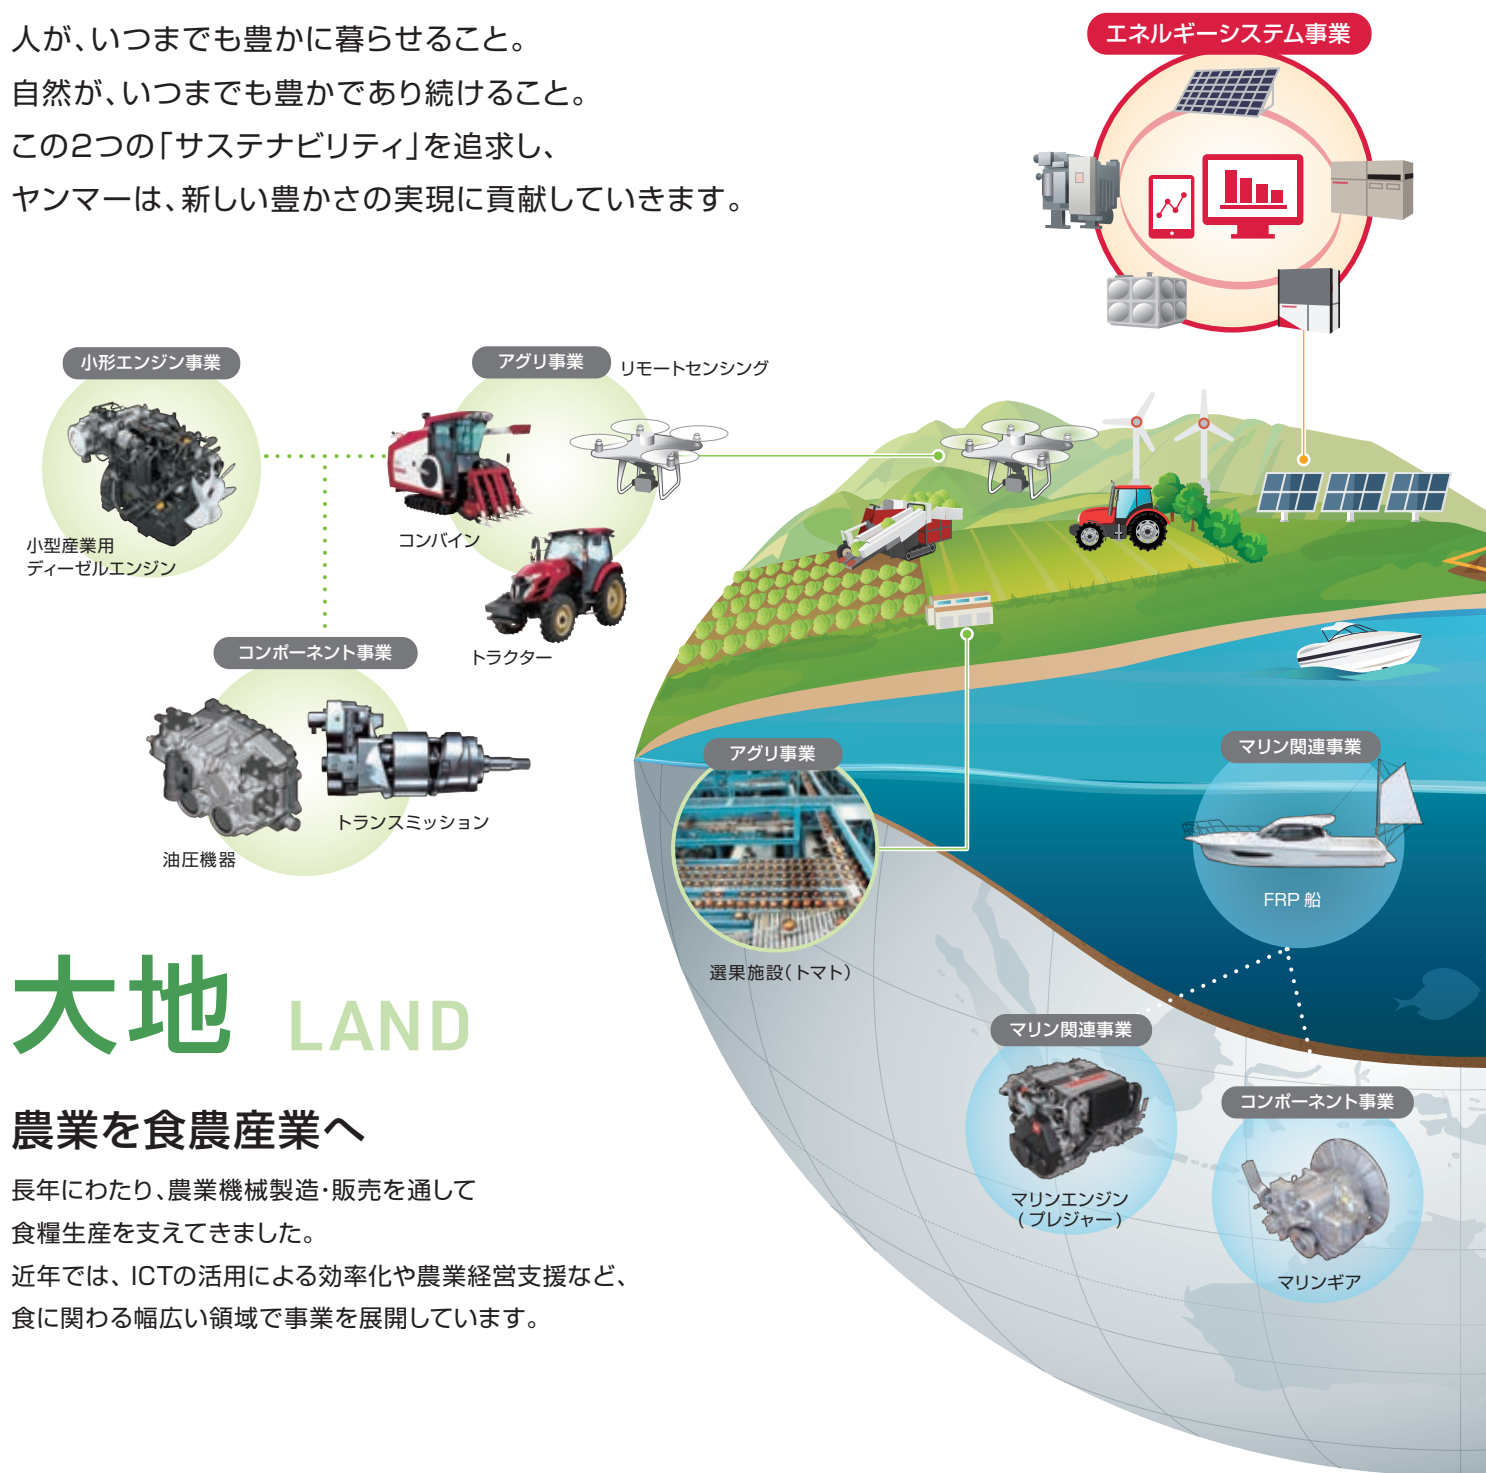 人が、いつまでも豊かに暮らせること。
自然が、いつまでも豊かであり続けること。
この2つの「サステナビリティ」を追求し、
ヤンマーは、新しい豊かさの実現に貢献していきます。
エネルギーシステム事業
小形エンジン事業
小型産業用
ディーゼルエンジン
アグリ事業
リモートセンシング
コンバイン
トラクター
コンポーネント事業
トランスミッション
油圧機器
アグリ事業
選果施設(トマト)
マリン関連事業
FRP 船
マリン関連事業
マリンエンジン
( プレジャー )
コンポーネント事業
マリンギア
大地 LAND
農業を食農産業へ
長年にわたり、農業機械製造・販売を通して
食糧生産を支えてきました。
近年では、ICTの活用による効率化や農業経営支援など、
食に関わる幅広い領域で事業を展開しています。